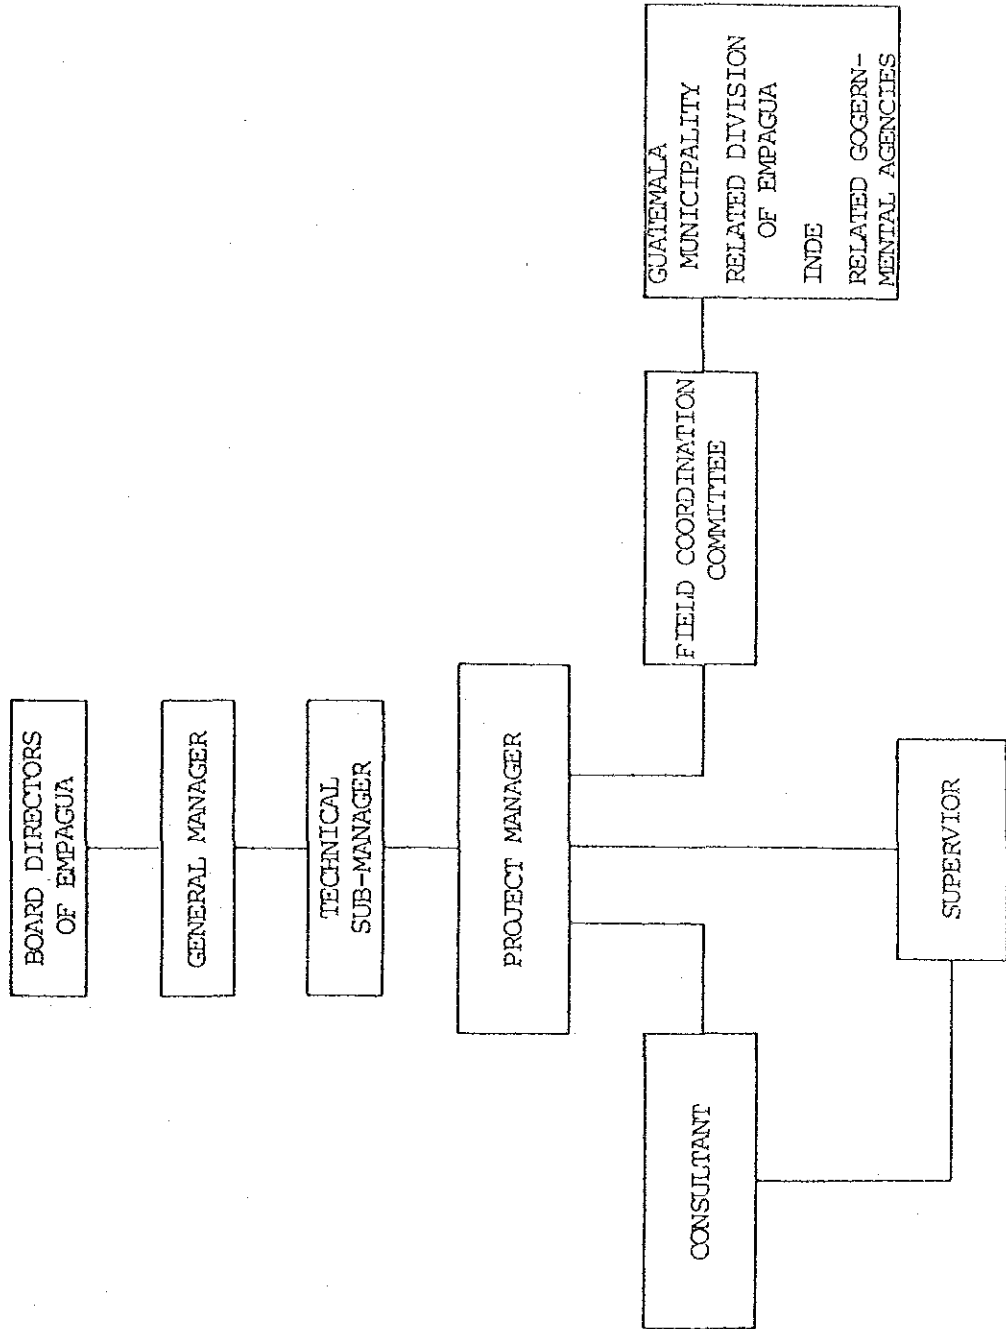 BOARD DIRECTORS
OF EMPAGUA
GENERAL MANAGER
TECHNICAL
SUB-MANAGER
PROJECT MANAGER
CONSULTANT
FIELD COORDINATION
COMMITTEE
GUATEMALA
MUNICIPALITY
RELATED DIVISION
OF EMPAGUA
INDE
RELATED GOGERN-
MENTAL AGENCIES
SUPERVIOR